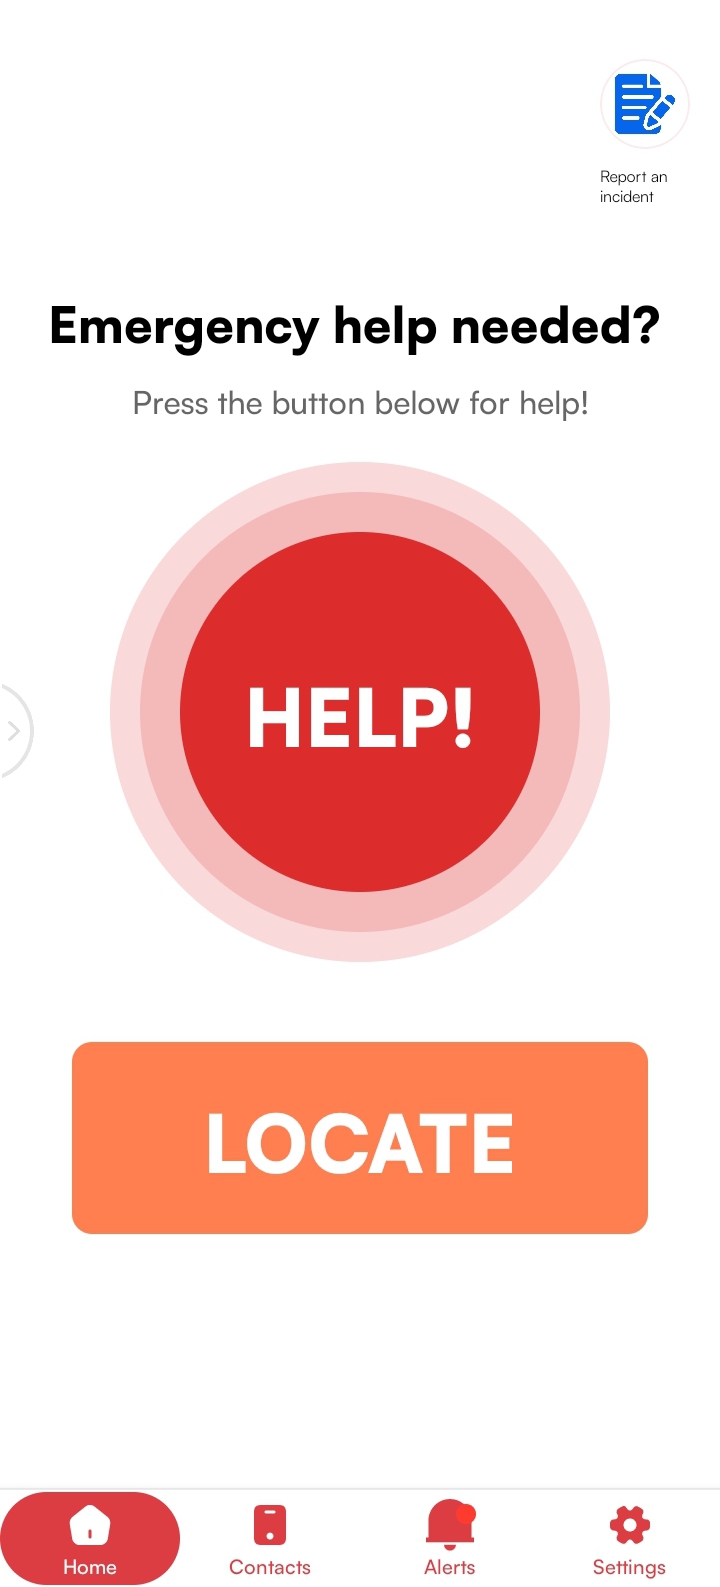 Report an
incident
Emergency help needed?
Press the button below for help!
HELP!
LOCATE
Home
Contacts
Alerts
Settings